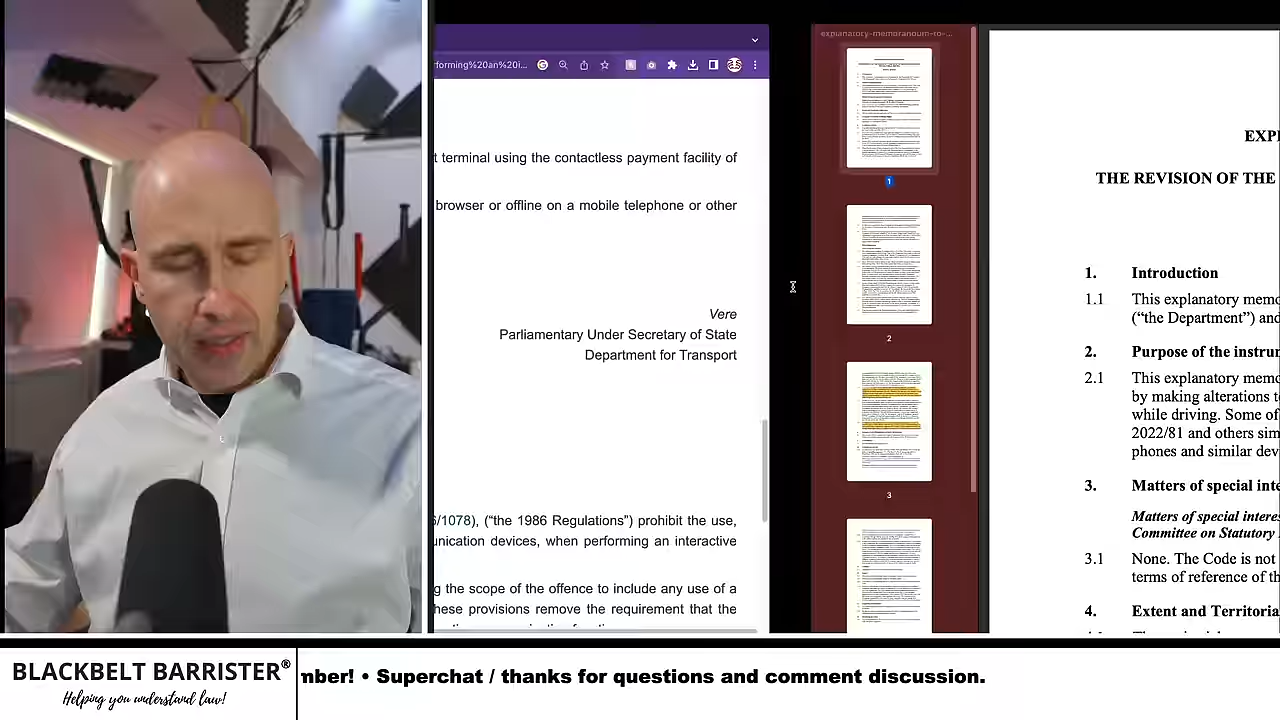 forming%20an%20i...
explanatory-memorandum-to-...
t to card using the contactless payment facility of
browser or offline on a mobile telephone or other
Vere
Parliamentary Under Secretary of State
Department for Transport
6/1078), (“the 1986 Regulations”) prohibit the use,
unication devices, when performing an interactive
g the scope of the offence to include any use of a
hese provisions remove the requirement that the
1
2
3
EXP
THE REVISION OF THE
1. Introduction
1.1 This explanatory memo
(“the Department”) and
2. Purpose of the instrum
2.1 This explanatory memo
by making alterations t
while driving. Some of
2022/81 and others sim
phones and similar dev
3. Matters of special inte
Matters of special interes
Committee on Statutory
3.1 Note. The Code is not
terms of reference of th
4. Extent and Territoria
BLACKBELT BARRISTER®
Helping you understand law!
mber! • Superchat / thanks for questions and comment discussion.